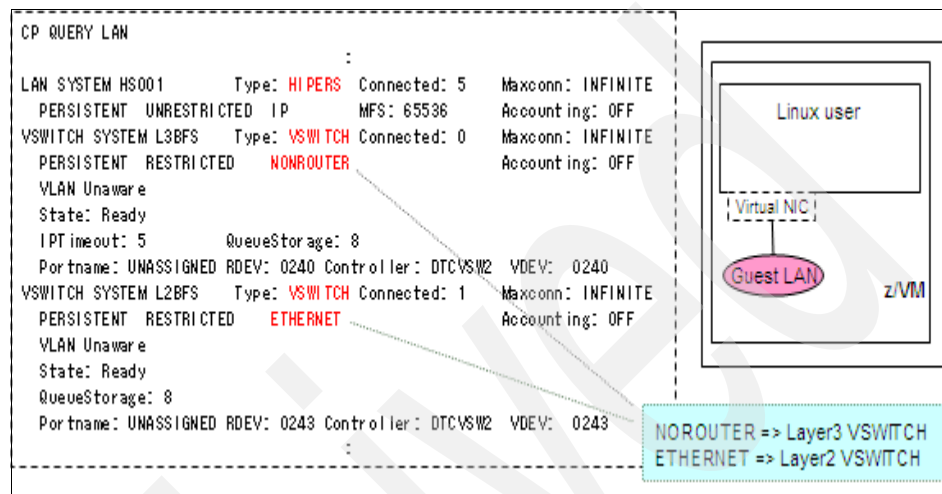 CP QUERY LAN
:
LAN SYSTEM HS001 Type: HIPERS Connected: 5 Maxconn: INFINITE
PERSISTENT UNRESTRICTED IP MFS: 65536 Accounting: OFF
VSWITCH SYSTEM L3BFS Type: VSWITCH Connected: 0 Maxconn: INFINITE
PERSISTENT RESTRICTED NONROUTER Accounting: OFF
VLAN Unaware
State: Ready
IPTimeout: 5 QueueStorage: 8
Portname: UNASSIGNED RDEV: 0240 Controller: DTCVSW2 VDEV: 0240
VSWITCH SYSTEM L2BFS Type: VSWITCH Connected: 1 Maxconn: INFINITE
PERSISTENT RESTRICTED ETHERNET Accounting: OFF
VLAN Unaware
State: Ready
QueueStorage: 8
Portname: UNASSIGNED RDEV: 0243 Controller: DTCVSW2 VDEV: 0243
:
Linux user
Virtual NIC
Guest LAN
z/VM
NOROUTER => Layer3 VSWITCH
ETHERNET => Layer2 VSWITCH